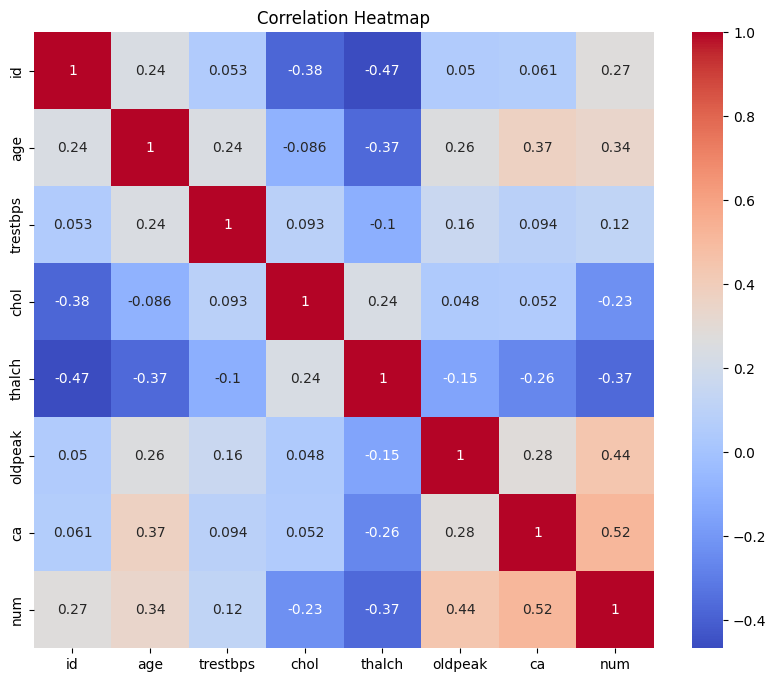 Correlation Heatmap
id 1 0.24 0.053 -0.38 -0.47 0.05 0.061 0.27
age 0.24 1 0.24 -0.086 -0.37 0.26 0.37 0.34
trestbps 0.053 0.24 1 0.093 -0.1 0.16 0.094 0.12
chol -0.38 -0.086 0.093 1 0.24 0.048 0.052 -0.23
thalch -0.47 -0.37 -0.1 0.24 1 -0.15 -0.26 -0.37
oldpeak 0.05 0.26 0.16 0.048 -0.15 1 0.28 0.44
ca 0.061 0.37 0.094 0.052 -0.26 0.28 1 0.52
num 0.27 0.34 0.12 -0.23 -0.37 0.44 0.52 1
id age trestbps chol thalch oldpeak ca num
1.0
0.8
0.6
0.4
0.2
0.0
−0.2
−0.4